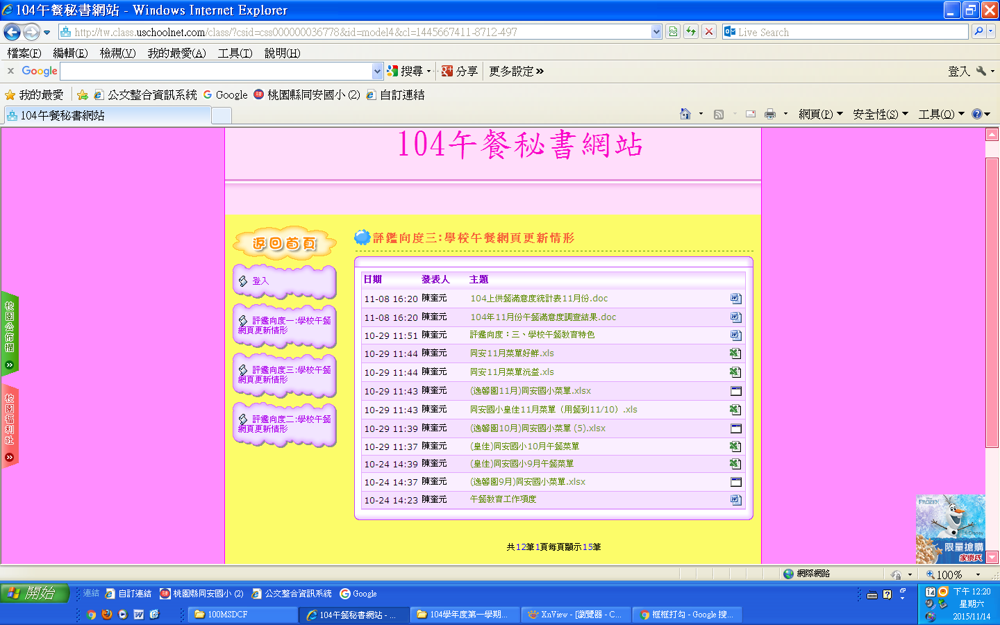 104午餐秘書網站 - Windows Internet Explorer
http://tw.class.uschoolnet.com/class/?csid=css000000036778&id=model4&cl=1445667411-8712-497
Live Search
檔案(F) 編輯(E) 檢視(V) 我的最愛(A) 工具(T) 說明(H)
x Google 搜尋 分享 更多設定 » 登入
我的最愛 公文整合資訊系統 Google 桃園縣同安國小 (2) 自訂連結
104午餐秘書網站 網頁(P) 安全性(S) 工具(O)
104午餐秘書網站
返回首頁
登入
評鑑向度一:學校午餐
網頁更新情形
評鑑向度三:學校午餐
網頁更新情形
評鑑向度二:學校午餐
網頁更新情形
校園公佈欄
校園福利社
評鑑向度三:學校午餐網頁更新情形
日期 發表人 主題
11-08 16:20 陳奎元 104上供餐滿意度統計表11月份.doc
11-08 16:20 陳奎元 104年11月份午餐滿意度調查結果.doc
10-29 11:51 陳奎元 評鑑向度：三、學校午餐教育特色
10-29 11:44 陳奎元 同安11月菜單好鮮.xls
10-29 11:44 陳奎元 同安11月菜單沅益.xls
10-29 11:43 陳奎元 (逸馨園11月)同安國小菜單.xlsx
10-29 11:43 陳奎元 同安國小皇佳11月菜單（用餐到11/10）.xls
10-29 11:39 陳奎元 (逸馨園10月)同安國小菜單 (5).xlsx
10-29 11:37 陳奎元 (皇佳)同安國小10月午餐菜單
10-24 14:39 陳奎元 (皇佳)同安國小9月午餐菜單
10-24 14:37 陳奎元 (逸馨園9月)同安國小菜單.xlsx
10-24 14:23 陳奎元 午餐教育工作項度
共12筆1頁每頁顯示15筆
Disney
FROZEN
©Disney
限量搶購
家樂氏
網際網路 100%
開始 連結 自訂連結 桃園縣同安國小 (2) 公文整合資訊系統 Google
100MSDCF 104午餐秘書網站 - ... 104學年度第一學期... XnView - [瀏覽器 - C... 框框打勾 - Google 搜...
14 下午 12:20
星期六
2015/11/14